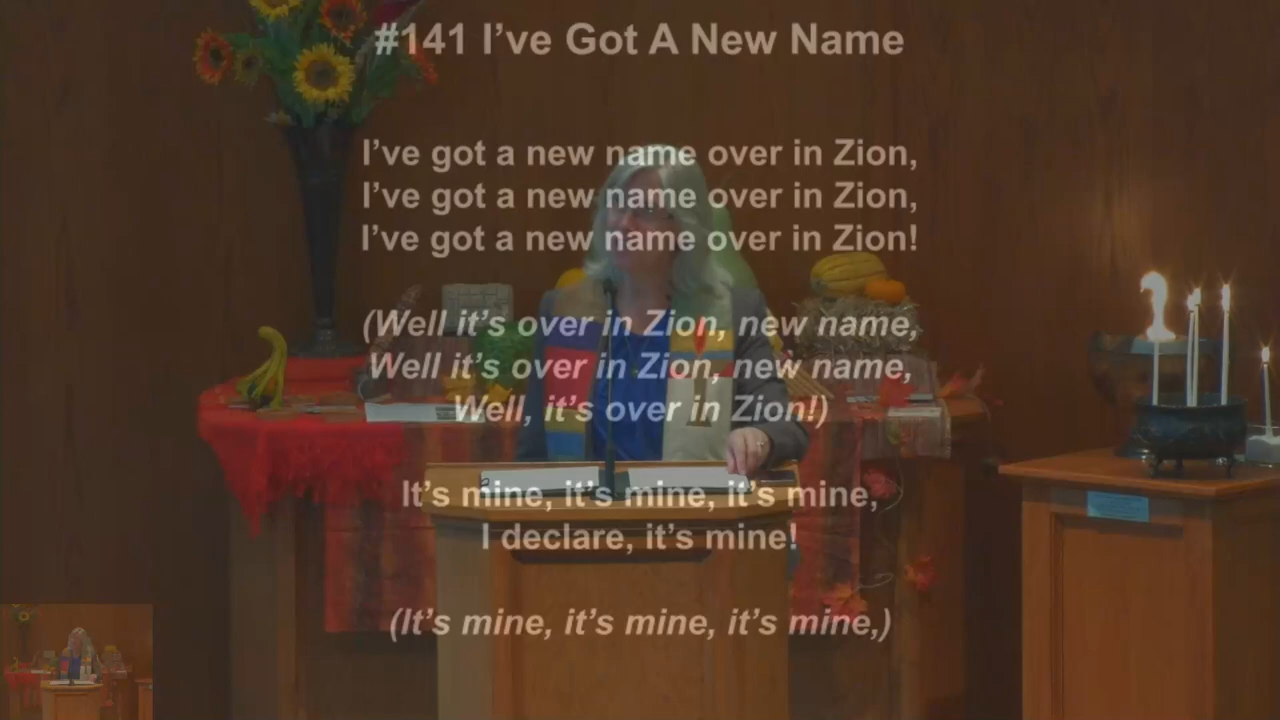 #141 I've Got A New Name
I've got a new name over in Zion,
I've got a new name over in Zion,
I've got a new name over in Zion!
(Well it's over in Zion, new name,
Well it's over in Zion, new name,
Well, it's over in Zion!)
It's mine, it's mine, it's mine,
I declare, it's mine!
(It's mine, it's mine, it's mine,)